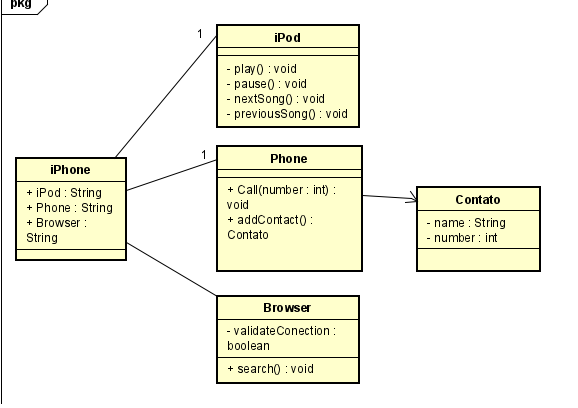 pkg
1
iPod
- play() : void
- pause() : void
- nextSong() : void
- previousSong() : void
iPhone
+ iPod : String
+ Phone : String
+ Browser :
String
1
Phone
+ Call(number : int) :
void
+ addContact() :
Contato
Contato
- name : String
- number : int
Browser
- validateConection :
boolean
+ search() : void